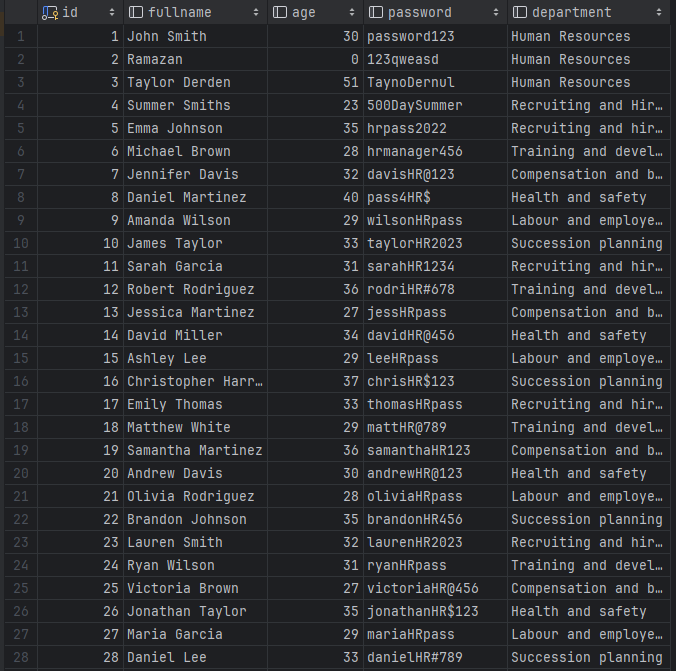 id fullname age password department
1 1 John Smith 30 password123 Human Resources
2 2 Ramazan 0 123qweasd Human Resources
3 3 Taylor Derden 51 TaynoDernul Human Resources
4 4 Summer Smiths 23 500DaySummer Recruiting and Hir…
5 5 Emma Johnson 35 hrpass2022 Recruiting and hir…
6 6 Michael Brown 28 hrmanager456 Training and devel…
7 7 Jennifer Davis 32 davisHR@123 Compensation and b…
8 8 Daniel Martinez 40 pass4HR$ Health and safety
9 9 Amanda Wilson 29 wilsonHRpass Labour and employe…
10 10 James Taylor 33 taylorHR2023 Succession planning
11 11 Sarah Garcia 31 sarahHR1234 Recruiting and hir…
12 12 Robert Rodriguez 36 rodriHR#678 Training and devel…
13 13 Jessica Martinez 27 jessHRpass Compensation and b…
14 14 David Miller 34 davidHR@456 Health and safety
15 15 Ashley Lee 29 leeHRpass Labour and employe…
16 16 Christopher Harr… 37 chrisHR$123 Succession planning
17 17 Emily Thomas 33 thomasHRpass Recruiting and hir…
18 18 Matthew White 29 mattHR@789 Training and devel…
19 19 Samantha Martinez 36 samanthaHR123 Compensation and b…
20 20 Andrew Davis 30 andrewHR@123 Health and safety
21 21 Olivia Rodriguez 28 oliviaHRpass Labour and employe…
22 22 Brandon Johnson 35 brandonHR456 Succession planning
23 23 Lauren Smith 32 laurenHR2023 Recruiting and hir…
24 24 Ryan Wilson 31 ryanHRpass Training and devel…
25 25 Victoria Brown 27 victoriaHR@456 Compensation and b…
26 26 Jonathan Taylor 35 jonathanHR$123 Health and safety
27 27 Maria Garcia 29 mariaHRpass Labour and employe…
28 28 Daniel Lee 33 danielHR#789 Succession planning